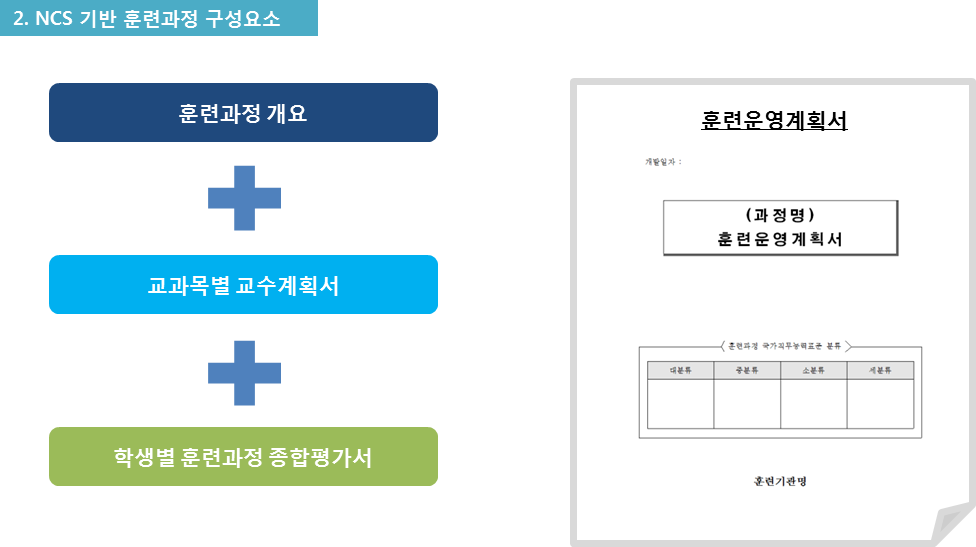 2. NCS 기반 훈련과정 구성요소
훈련과정 개요
교과목별 교수계획서
학생별 훈련과정 종합평가서
훈련운영계획서
개발일자 :
(과정명)
훈련운영계획서
훈련과정 국가직무능력표준 분류
대분류 중분류 소분류 세분류
훈련기관명